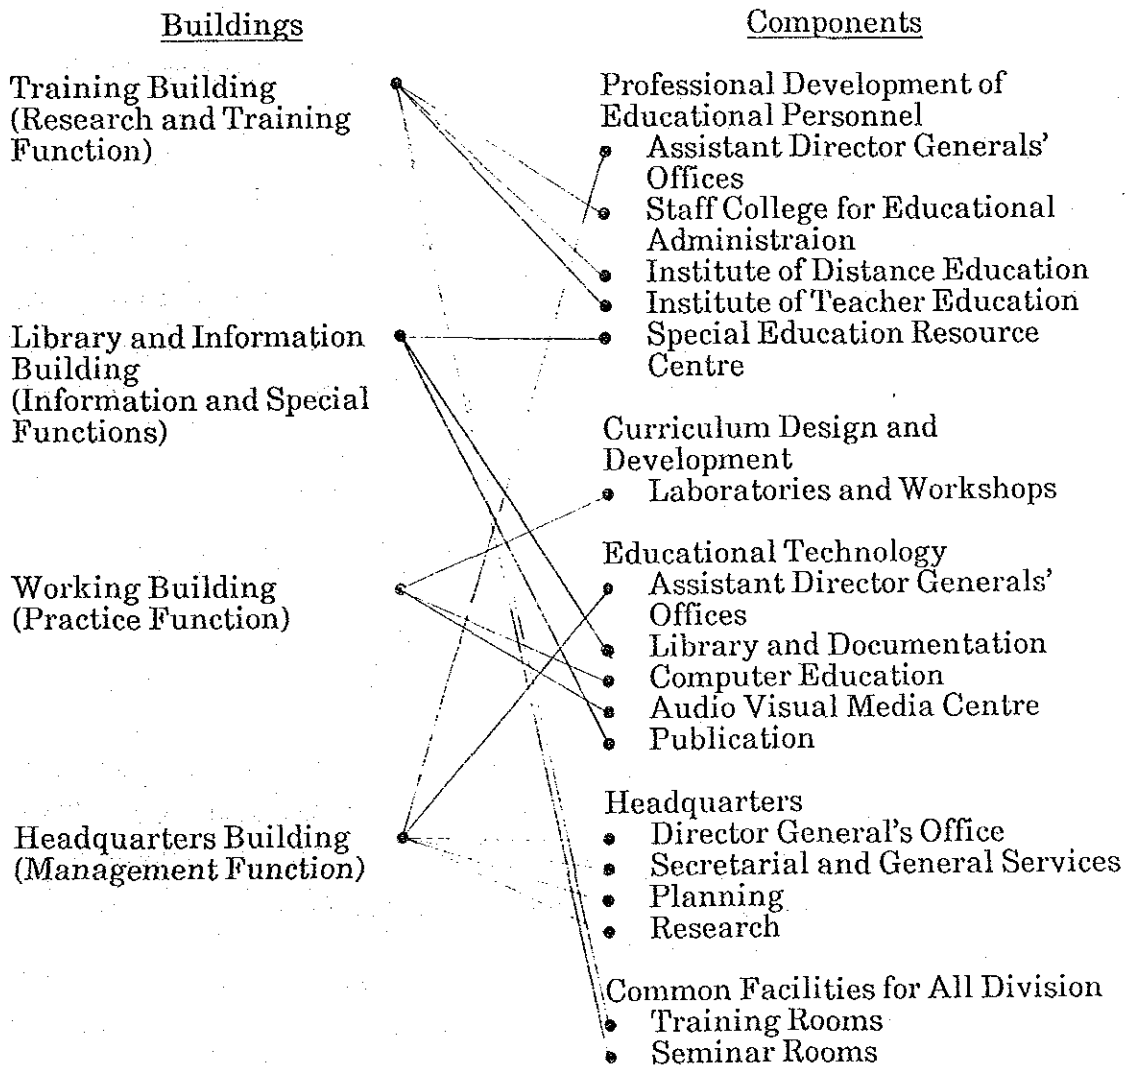 Buildings
Components
Training Building
(Research and Training
Function)
Library and Information
Building
(Information and Special
Functions)
Working Building
(Practice Function)
Headquarters Building
(Management Function)
Professional Development of
Educational Personnel
• Assistant Director Generals'
Offices
• Staff College for Educational
Administraion
• Institute of Distance Education
• Institute of Teacher Education
• Special Education Resource
Centre
Curriculum Design and
Development
• Laboratories and Workshops
Educational Technology
• Assistant Director Generals'
Offices
• Library and Documentation
• Computer Education
• Audio Visual Media Centre
• Publication
Headquarters
• Director General's Office
• Secretarial and General Services
• Planning
• Research
Common Facilities for All Division
• Training Rooms
• Seminar Rooms